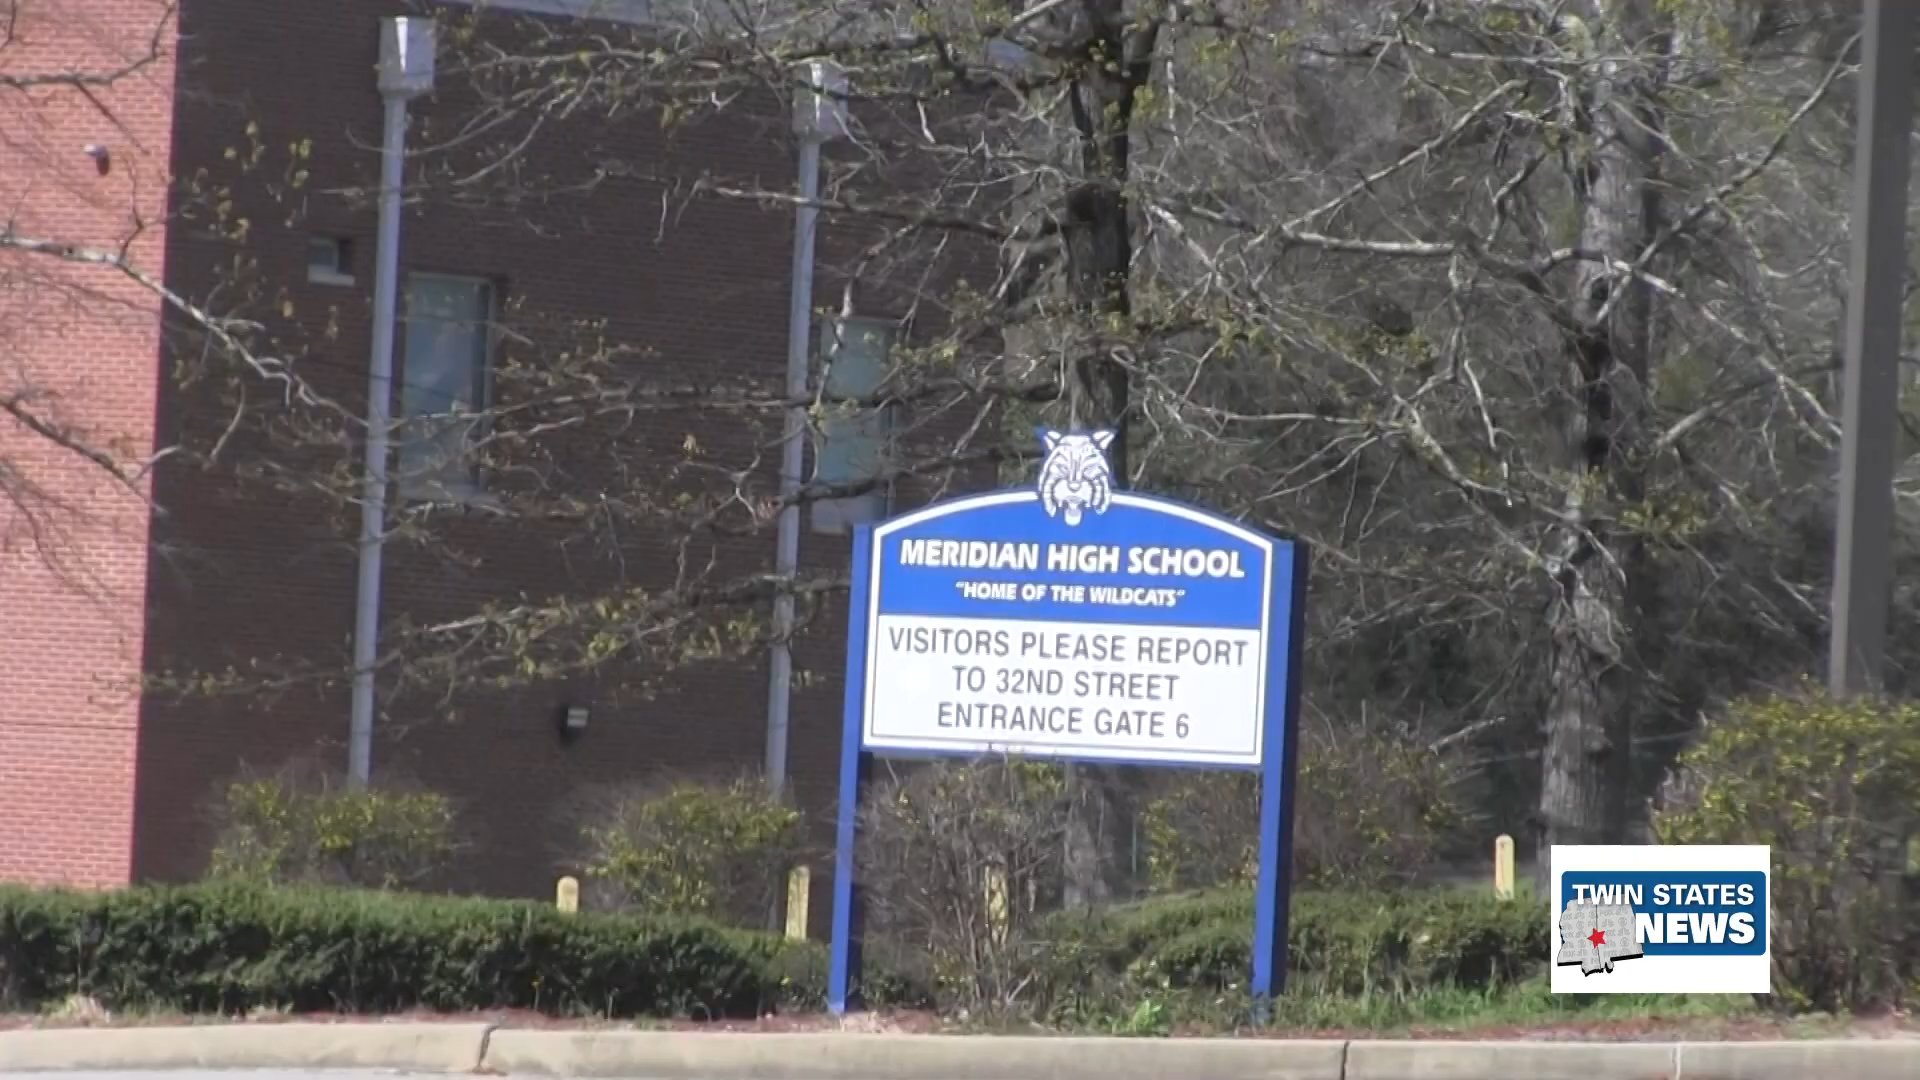 MERIDIAN HIGH SCHOOL
"HOME OF THE WILDCATS"
VISITORS PLEASE REPORT
TO 32ND STREET
ENTRANCE GATE 6
TWIN STATES
NEWS